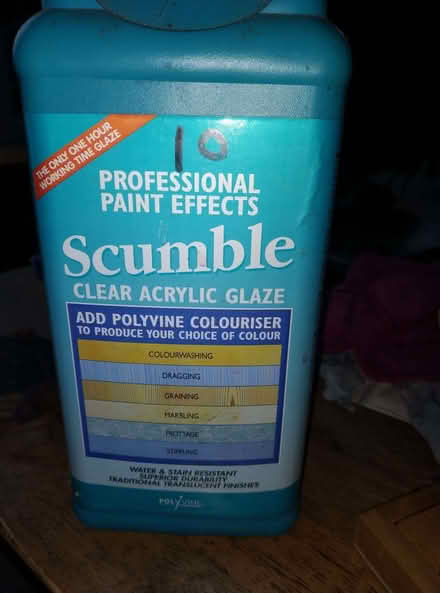 THE ONLY ONE HOUR
WORKING TIME GLAZE
10
PROFESSIONAL
PAINT EFFECTS
Scumble
CLEAR ACRYLIC GLAZE
ADD POLYVINE COLOURISER
TO PRODUCE YOUR CHOICE OF COLOUR
COLOURWASHING
DRAGGING
GRAINING
MARBLING
FROTTAGE
STIPPLING
WATER & STAIN RESISTANT
SUPERIOR DURABILITY
TRADITIONAL TRANSLUCENT FINISHES
POLYVINE